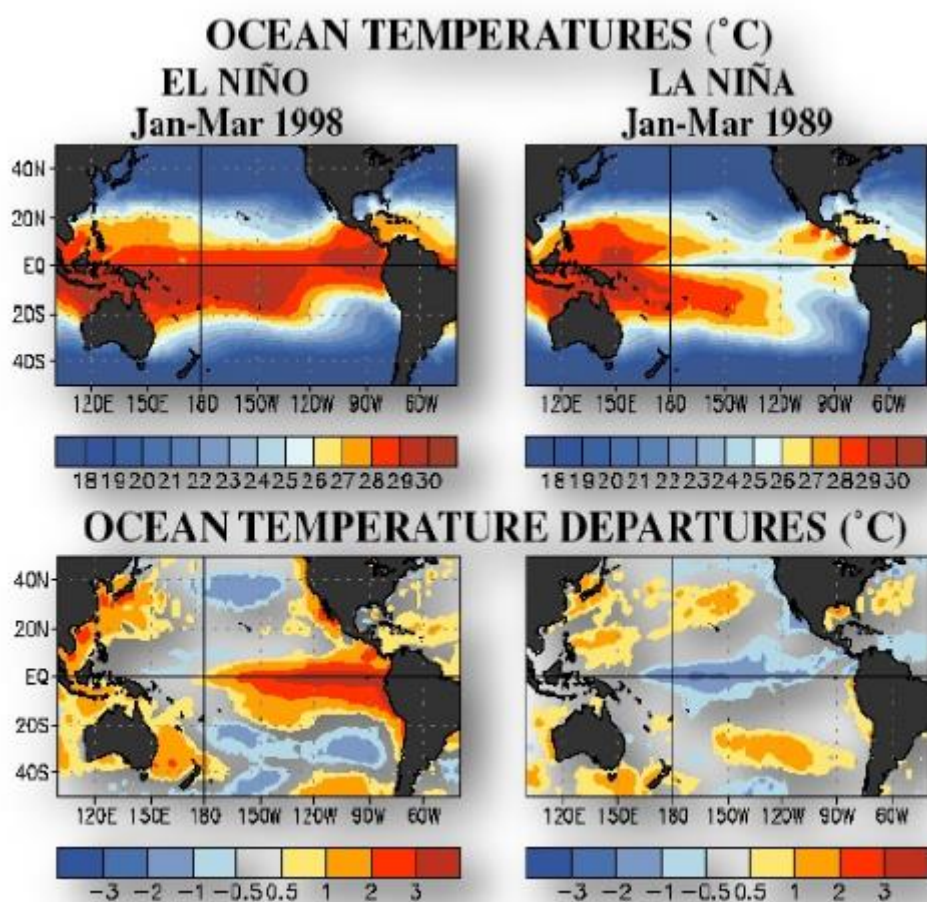 OCEAN TEMPERATURES (°C)
EL NIÑO
Jan-Mar 1998
LA NIÑA
Jan-Mar 1989
40N
20N
EQ
20S
40S
120E 150E 180 150W 120W 90W 60W
120E 150E 180 150W 120W 90W 60W
18 19 20 21 22 23 24 25 26 27 28 29 30
18 19 20 21 22 23 24 25 26 27 28 29 30
OCEAN TEMPERATURE DEPARTURES (°C)
40N
20N
EQ
20S
40S
120E 150E 180 150W 120W 90W 60W
120E 150E 180 150W 120W 90W 60W
-3 -2 -1 -0.5 0.5 1 2 3
-3 -2 -1 -0.5 0.5 1 2 3